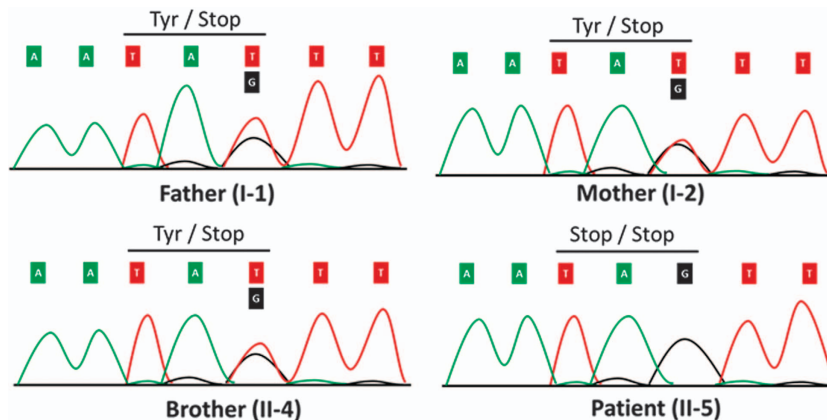 Tyr / Stop
A A T A T T T
G
Father (I-1)
Tyr / Stop
A A T A T T T
G
Mother (I-2)
Tyr / Stop
A A T A T T T
G
Brother (II-4)
Stop / Stop
A A T A G T T
Patient (II-5)